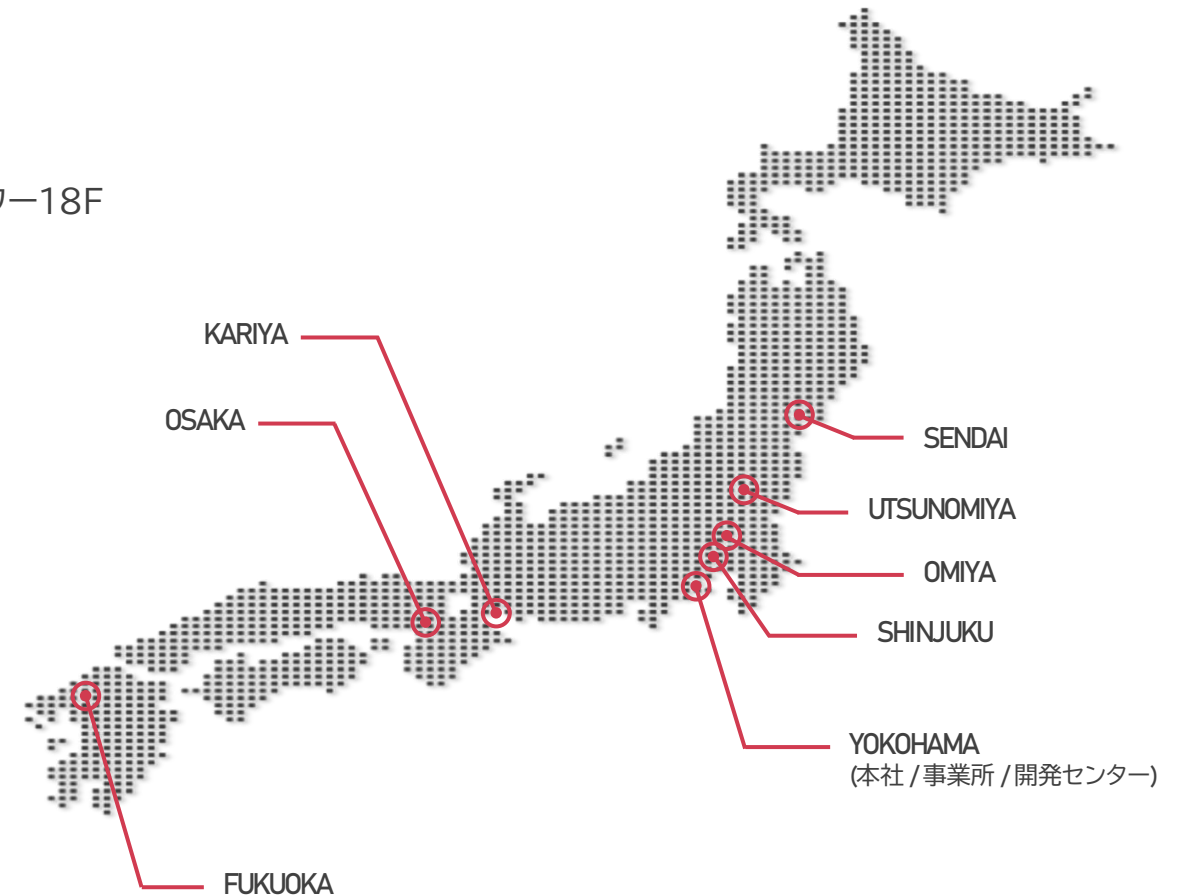 ー18F
KARIYA
OSAKA
SENDAI
UTSUNOMIYA
OMIYA
SHINJUKU
YOKOHAMA
(本社 / 事業所 / 開発センター)
FUKUOKA